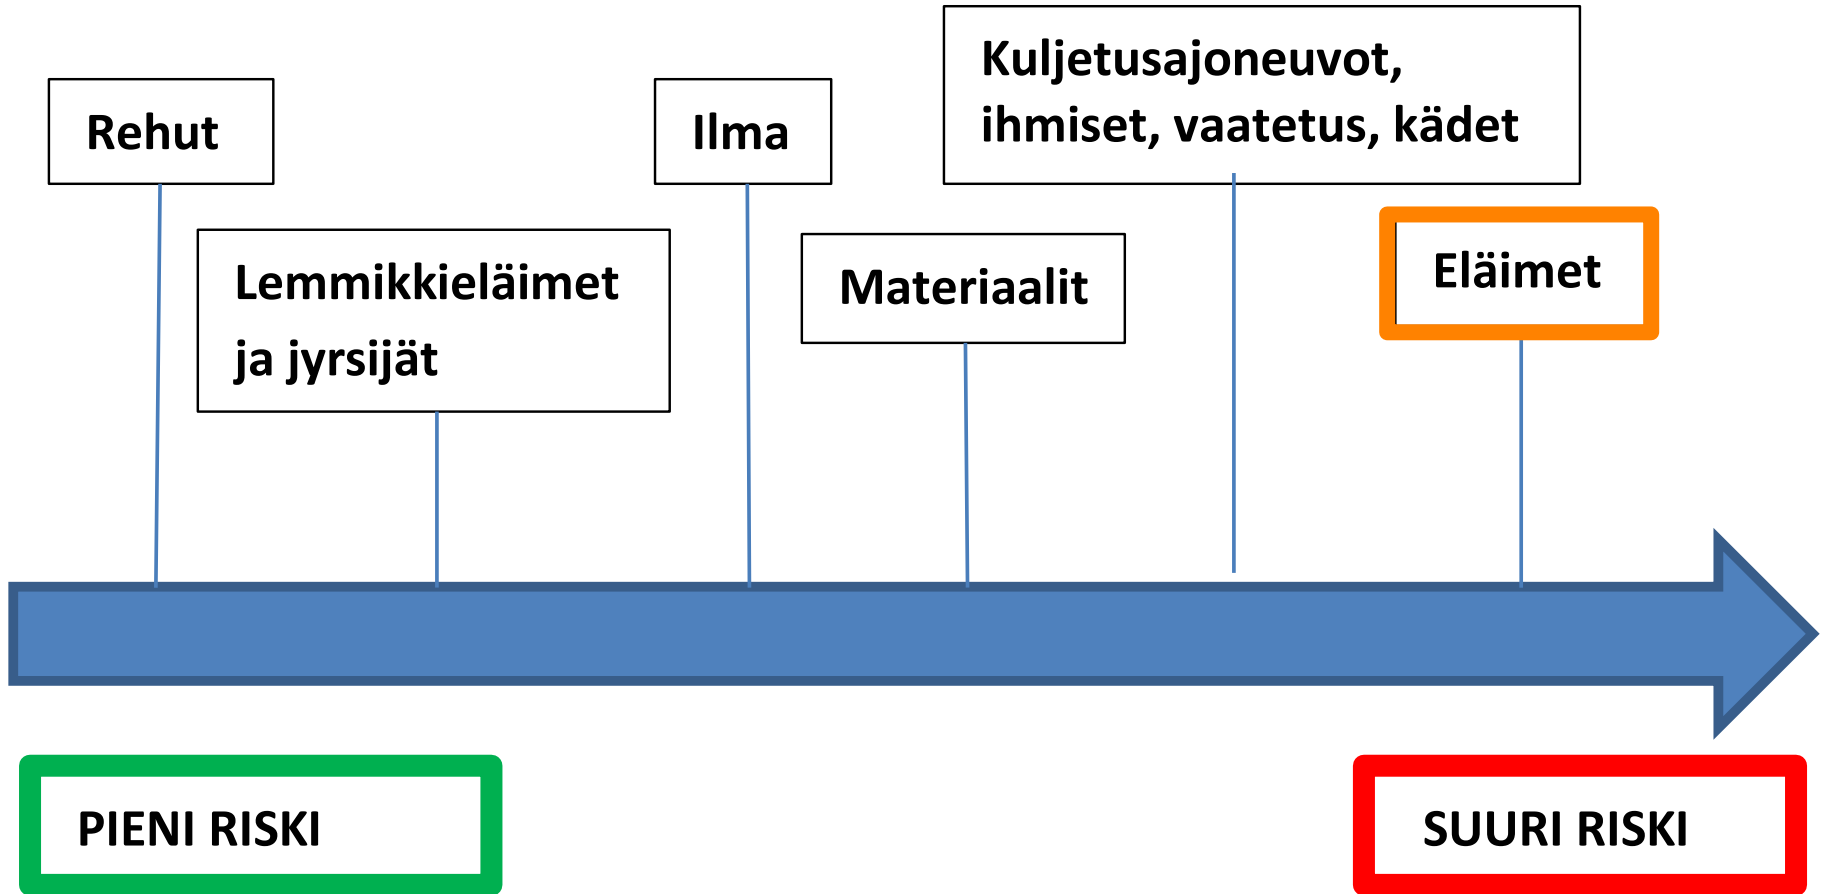 Rehut
Lemmikkieläimet
ja jyrsijät
Ilma
Materiaalit
Kuljetusajoneuvot,
ihmiset, vaatetus, kädet
Eläimet
PIENI RISKI
SUURI RISKI